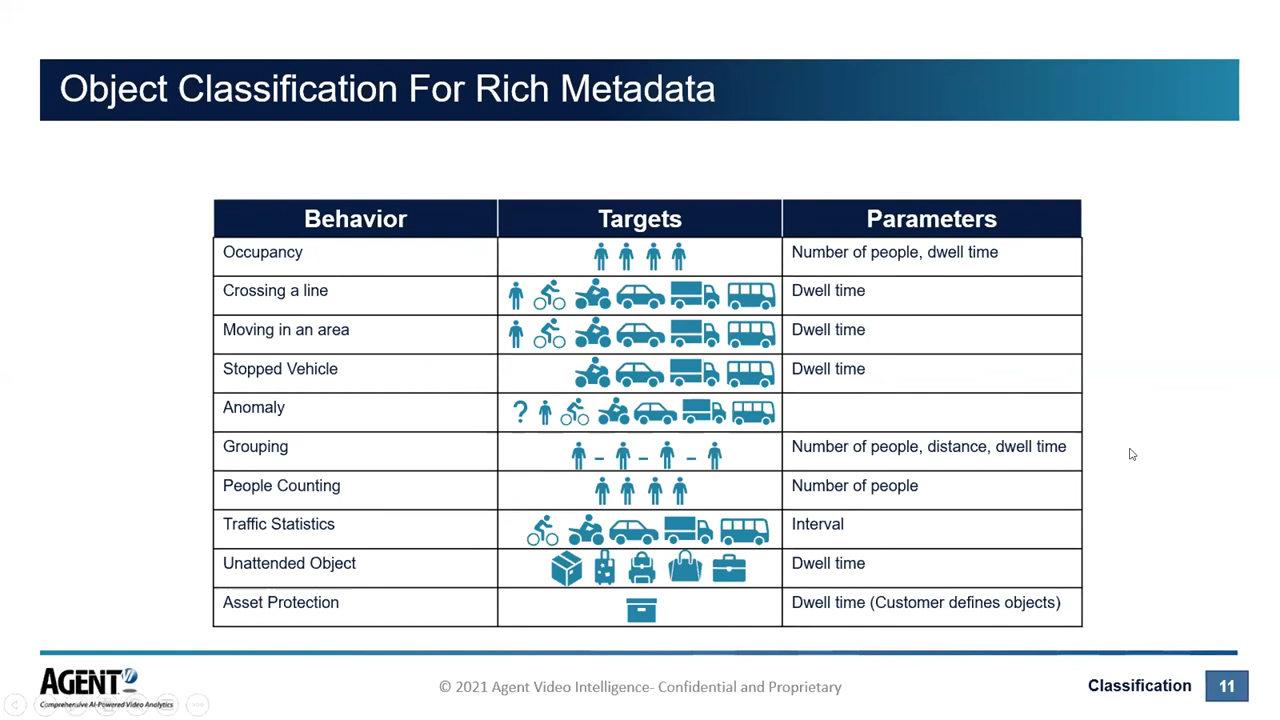 Object Classification For Rich Metadata
Behavior Targets Parameters
Occupancy Number of people, dwell time
Crossing a line Dwell time
Moving in an area Dwell time
Stopped Vehicle Dwell time
Anomaly ?
Grouping Number of people, distance, dwell time
People Counting Number of people
Traffic Statistics Interval
Unattended Object Dwell time
Asset Protection Dwell time (Customer defines objects)
AGENT
Comprehensive AI-Powered Video Analytics
© 2021 Agent Video Intelligence- Confidential and Proprietary
Classification 11